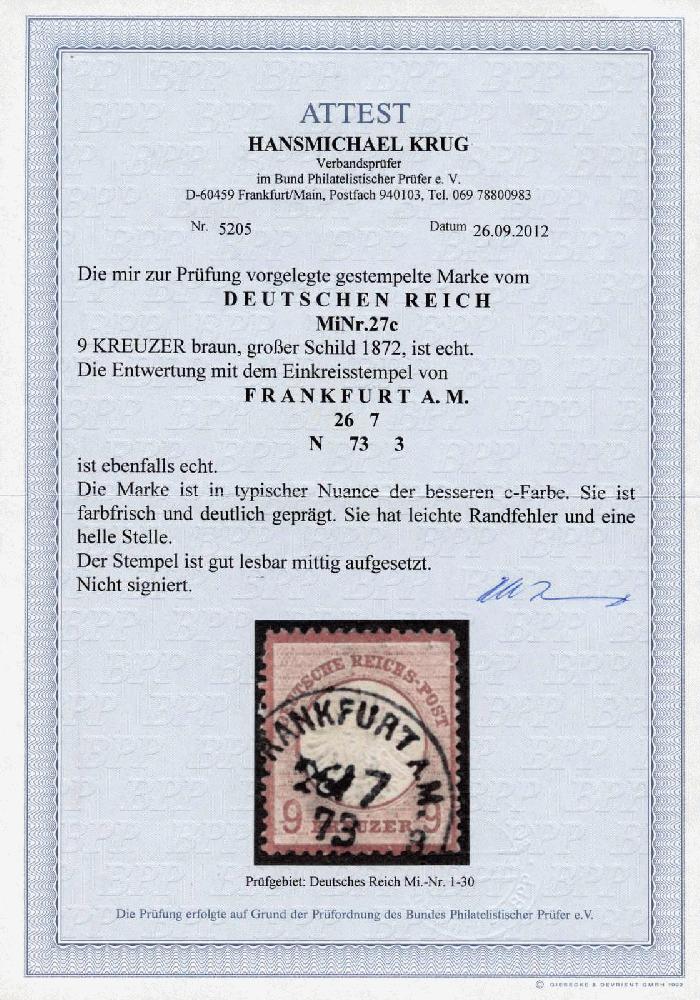 ATTEST
HANSMICHAEL KRUG
Verbandsprüfer
im Bund Philatelistischer Prüfer e. V.
D-60459 Frankfurt/Main, Postfach 940103, Tel. 069 78800983
Nr. 5205 Datum 26.09.2012
Die mir zur Prüfung vorgelegte gestempelte Marke vom
DEUTSCHEN REICH
MiNr.27c
9 KREUZER braun, großer Schild 1872, ist echt.
Die Entwertung mit dem Einkreisstempel von
FRANKFURT A. M.
26 7
N 73 3
ist ebenfalls echt.
Die Marke ist in typischer Nuance der besseren c-Farbe. Sie ist
farbfrisch und deutlich geprägt. Sie hat leichte Randfehler und eine
helle Stelle.
Der Stempel ist gut lesbar mittig aufgesetzt.
Nicht signiert.
DEUTSCHE REICHS-POST
FRANKFURT A.M.
26 7
73 3
9 KREUZER 9
Prüfgebiet: Deutsches Reich Mi.-Nr. 1-30
Die Prüfung erfolgte auf Grund der Prüfordnung des Bundes Philatelistischer Prüfer e.V.
© GIESECKE & DEVRIENT GMBH 1992